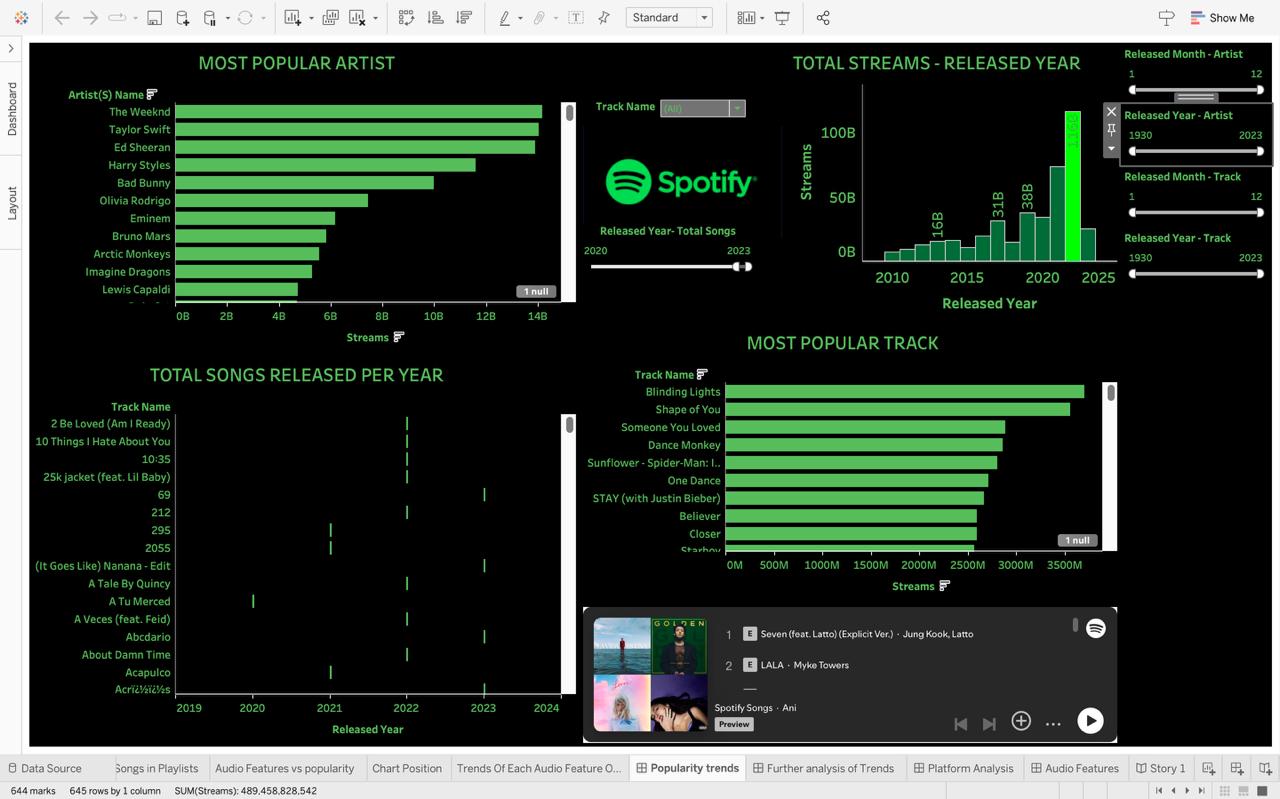 Standard
Show Me
Dashboard
Layout
MOST POPULAR ARTIST
Artist(S) Name
The Weeknd
Taylor Swift
Ed Sheeran
Harry Styles
Bad Bunny
Olivia Rodrigo
Eminem
Bruno Mars
Arctic Monkeys
Imagine Dragons
Lewis Capaldi
1 null
0B 2B 4B 6B 8B 10B 12B 14B
Streams
Track Name (All)
Spotify
Released Year- Total Songs
2020 2023
TOTAL STREAMS - RELEASED YEAR
Streams
100B
50B
0B
16B
31B
38B
116B
2010 2015 2020 2025
Released Year
Released Month - Artist
1 12
Released Year - Artist
1930 2023
Released Month - Track
1 12
Released Year - Track
1930 2023
TOTAL SONGS RELEASED PER YEAR
Track Name
2 Be Loved (Am I Ready)
10 Things I Hate About You
10:35
25k jacket (feat. Lil Baby)
69
212
295
2055
(It Goes Like) Nanana - Edit
A Tale By Quincy
A Tu Merced
A Veces (feat. Feid)
Abcdario
About Damn Time
Acapulco
2019 2020 2021 2022 2023 2024
Released Year
MOST POPULAR TRACK
Track Name
Blinding Lights
Shape of You
Someone You Loved
Dance Monkey
Sunflower - Spider-Man: I..
One Dance
STAY (with Justin Bieber)
Believer
Closer
Starboy
1 null
0M 500M 1000M 1500M 2000M 2500M 3000M 3500M
Streams
GOLDEN
1 E Seven (feat. Latto) (Explicit Ver.) · Jung Kook, Latto
2 E LALA · Myke Towers
Spotify Songs · Ani
Preview
Data Source
Songs in Playlists
Audio Features vs popularity
Chart Position
Trends Of Each Audio Feature O...
Popularity trends
Further analysis of Trends
Platform Analysis
Audio Features
Story 1
644 marks 645 rows by 1 column SUM(Streams): 489,458,828,542